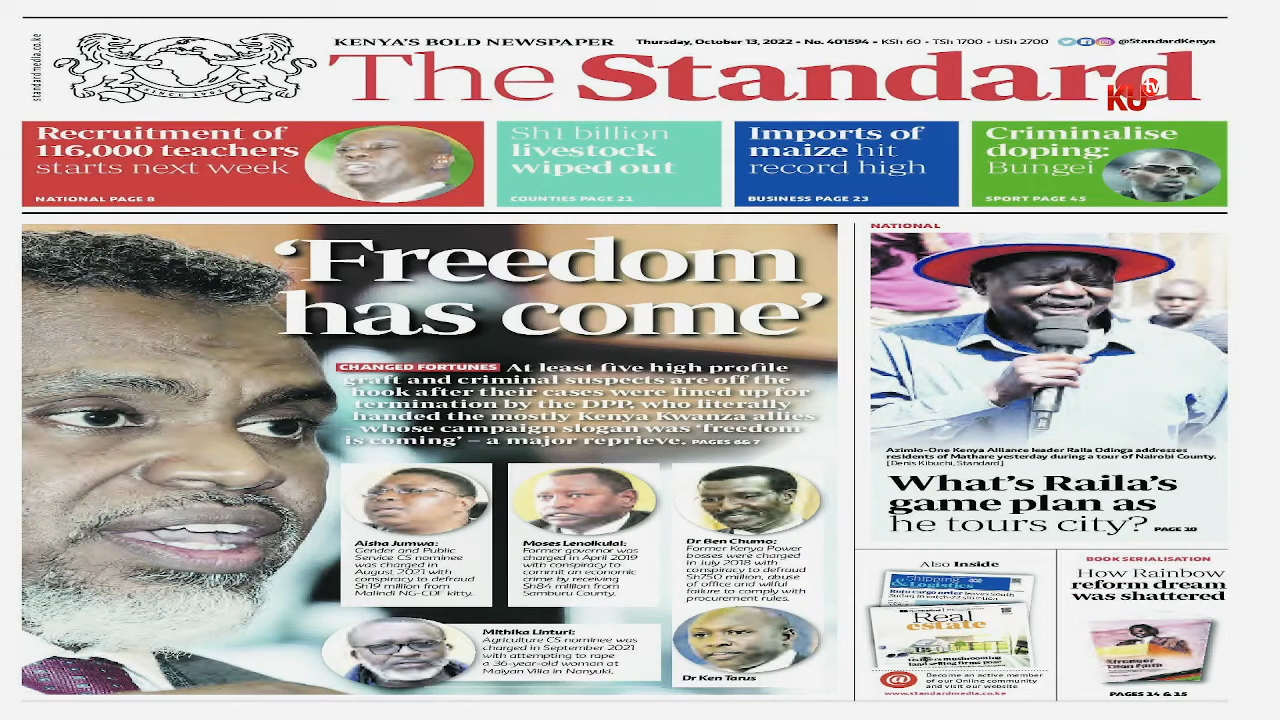 standardmedia.co.ke
KENYA'S BOLD NEWSPAPER
Thursday, October 13, 2022 • No. 401594 • KSh 60 • TSh 1700 • USh 2700
@StandardKenya
The Standard
KU tv
Recruitment of
116,000 teachers
starts next week
NATIONAL PAGE 8
Sh1 billion
livestock
wiped out
COUNTIES PAGE 21
Imports of
maize hit
record high
BUSINESS PAGE 23
Criminalise
doping:
Bungei
SPORT PAGE 45
'Freedom
has come'
CHANGED FORTUNES At least five high profile
graft and criminal suspects are off the
hook after their cases were lined up for
termination by the DPP, who literally
handed the mostly Kenya Kwanza allies
whose campaign slogan was 'freedom
is coming' – a major reprieve. PAGES 6&7
Aisha Jumwa:
Gender and Public
Service CS nominee
was charged in
August 2021 with
conspiracy to defraud
Sh19 million from
Malindi NG-CDF kitty.
Moses Lenolkulal:
Former governor was
charged in April 2019
with conspiracy to
commit an economic
crime by receiving
Sh84 million from
Samburu County.
Dr Ben Chumo:
Former Kenya Power
bosses were charged
in July 2018 with
conspiracy to defraud
Sh750 million, abuse
of office and wilful
failure to comply with
procurement rules.
Mithika Linturi:
Agriculture CS nominee was
charged in September 2021
with attempting to rape
a 36-year-old woman at
Maiyan Villa in Nanyuki.
Dr Ken Tarus
NATIONAL
Azimio-One Kenya Alliance leader Raila Odinga addresses
residents of Mathare yesterday during a tour of Nairobi County.
[Denis Kibuchi, Standard]
What's Raila's
game plan as
he tours city? PAGE 10
Also Inside
Shipping
& Logistics
Real
estate
@
Become an active member
of our Online community
and visit our website
www.standardmedia.co.ke
BOOK SERIALISATION
How Rainbow
reform dream
was shattered
Stronger
Than Faith
PAGES 14 & 15